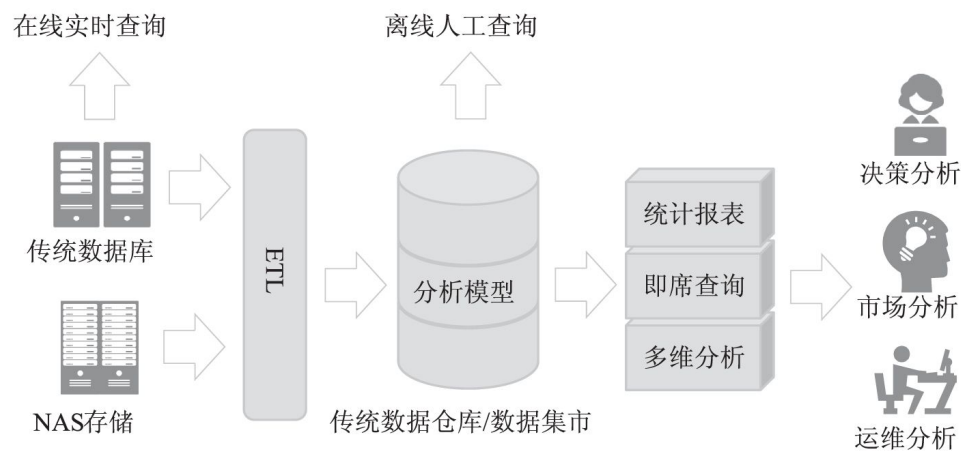 在线实时查询
离线人工查询
传统数据库
NAS存储
ETL
分析模型
传统数据仓库/数据集市
统计报表
即席查询
多维分析
决策分析
市场分析
运维分析